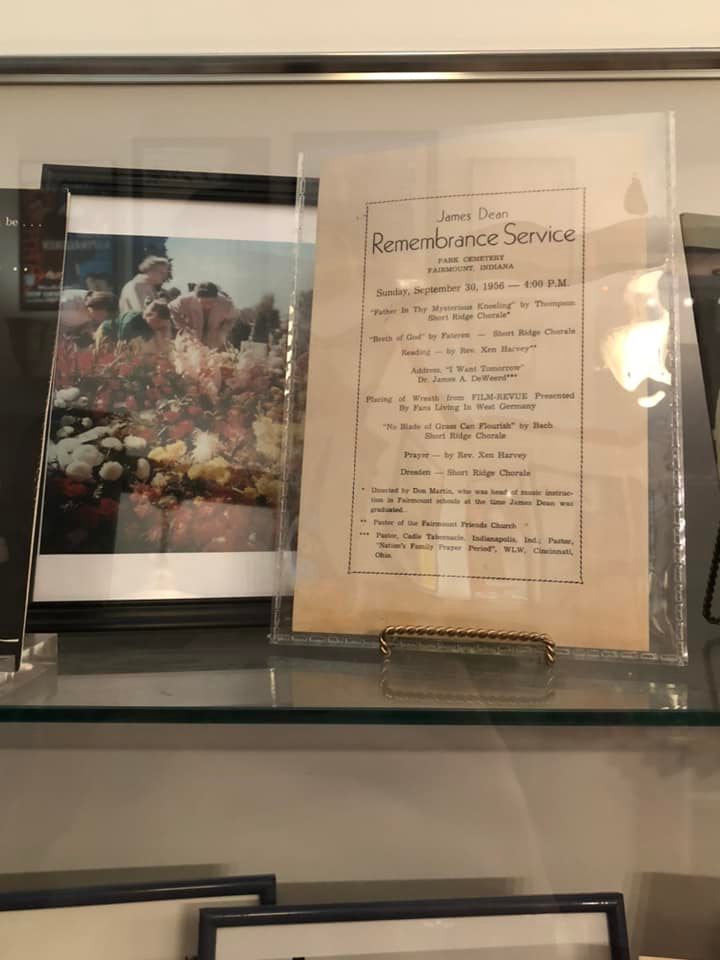 be . . .
James Dean
Remembrance Service
PARK CEMETERY
FAIRMOUNT, INDIANA
Sunday, September 30, 1956 — 4:00 P.M.
"Father In Thy Mysterious Kneeling" by Thompson
Short Ridge Chorale*
"Breth of God" by Fateren — Short Ridge Chorale
Reading — by Rev. Xen Harvey**
Address, "I Want Tomorrow"
Dr. James A. DeWeerd***
Placing of Wreath from FILM-REVUE Presented
By Fans Living In West Germany
"No Blade of Grass Can Flourish" by Bach
Short Ridge Chorale
Prayer — by Rev. Xen Harvey
Dresden — Short Ridge Chorale
* Directed by Don Martin, who was head of music instruc-
tion in Fairmount schools at the time James Dean was
graduated.
** Pastor of the Fairmount Friends Church
*** Pastor, Cadle Tabernacle, Indianapolis, Ind.; Pastor,
"Nation's Family Prayer Period", WLW, Cincinnati,
Ohio.